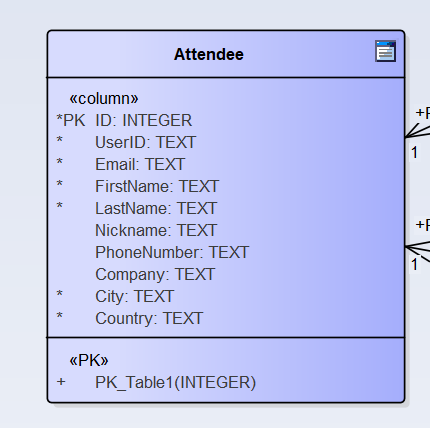 Attendee
«column»
*PK ID: INTEGER
* UserID: TEXT
* Email: TEXT
* FirstName: TEXT
* LastName: TEXT
Nickname: TEXT
PhoneNumber: TEXT
Company: TEXT
* City: TEXT
* Country: TEXT
«PK»
+ PK_Table1(INTEGER)
1
1